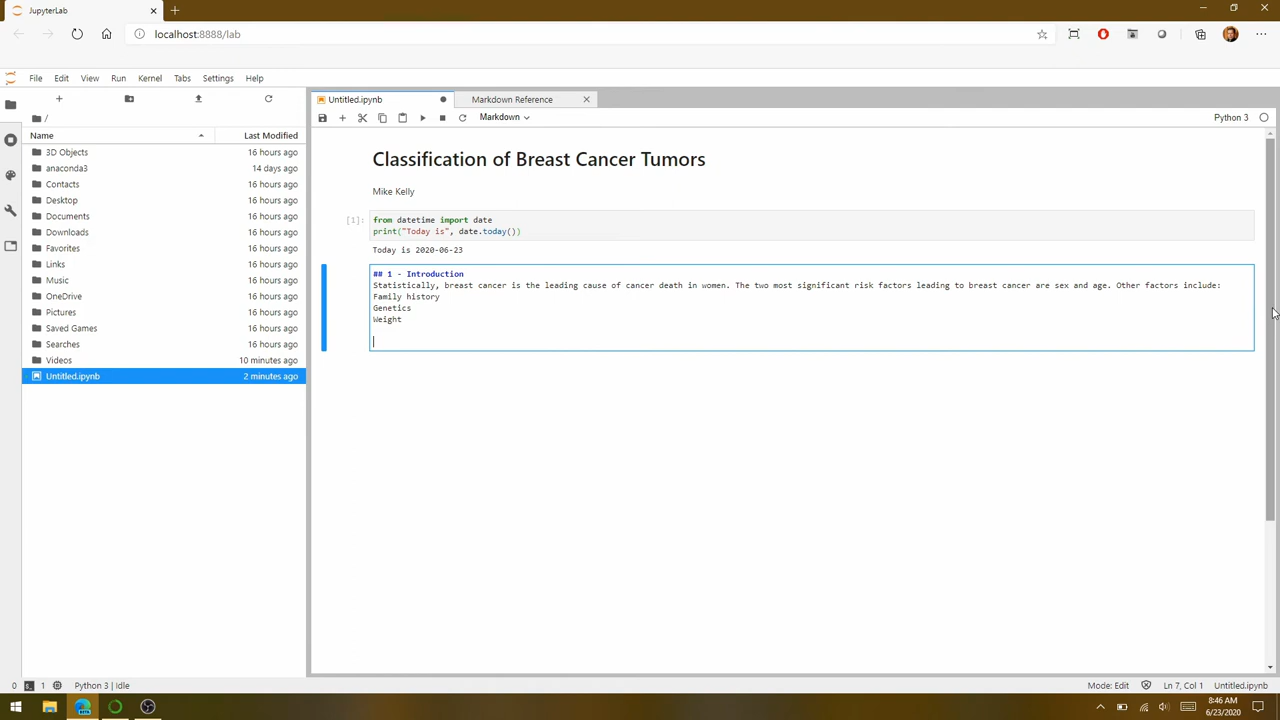 JupyterLab
localhost:8888/lab
File Edit View Run Kernel Tabs Settings Help
/
Name Last Modified
3D Objects 16 hours ago
anaconda3 14 days ago
Contacts 16 hours ago
Desktop 16 hours ago
Documents 16 hours ago
Downloads 16 hours ago
Favorites 16 hours ago
Links 16 hours ago
Music 16 hours ago
OneDrive 16 hours ago
Pictures 16 hours ago
Saved Games 16 hours ago
Searches 16 hours ago
Videos 10 minutes ago
Untitled.ipynb 2 minutes ago
Untitled.ipynb Markdown Reference
Markdown Python 3
Classification of Breast Cancer Tumors
Mike Kelly
[1]: from datetime import date
print("Today is", date.today())
Today is 2020-06-23
## 1 - Introduction
Statistically, breast cancer is the leading cause of cancer death in women. The two most significant risk factors leading to breast cancer are sex and age. Other factors include:
Family history
Genetics
Weight
0 1 Python 3 | Idle Mode: Edit Ln 7, Col 1 Untitled.ipynb
8:46 AM
6/23/2020